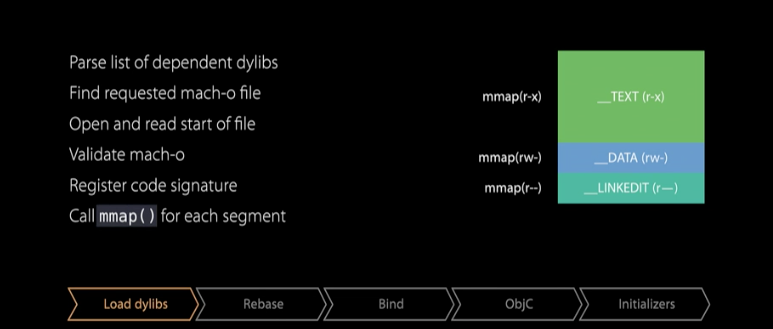 Parse list of dependent dylibs
Find requested mach-o file
Open and read start of file
Validate mach-o
Register code signature
Call mmap() for each segment
mmap(r-x)
__TEXT (r-x)
mmap(rw-)
__DATA (rw-)
mmap(r--)
__LINKEDIT (r—)
Load dylibs
Rebase
Bind
ObjC
Initializers